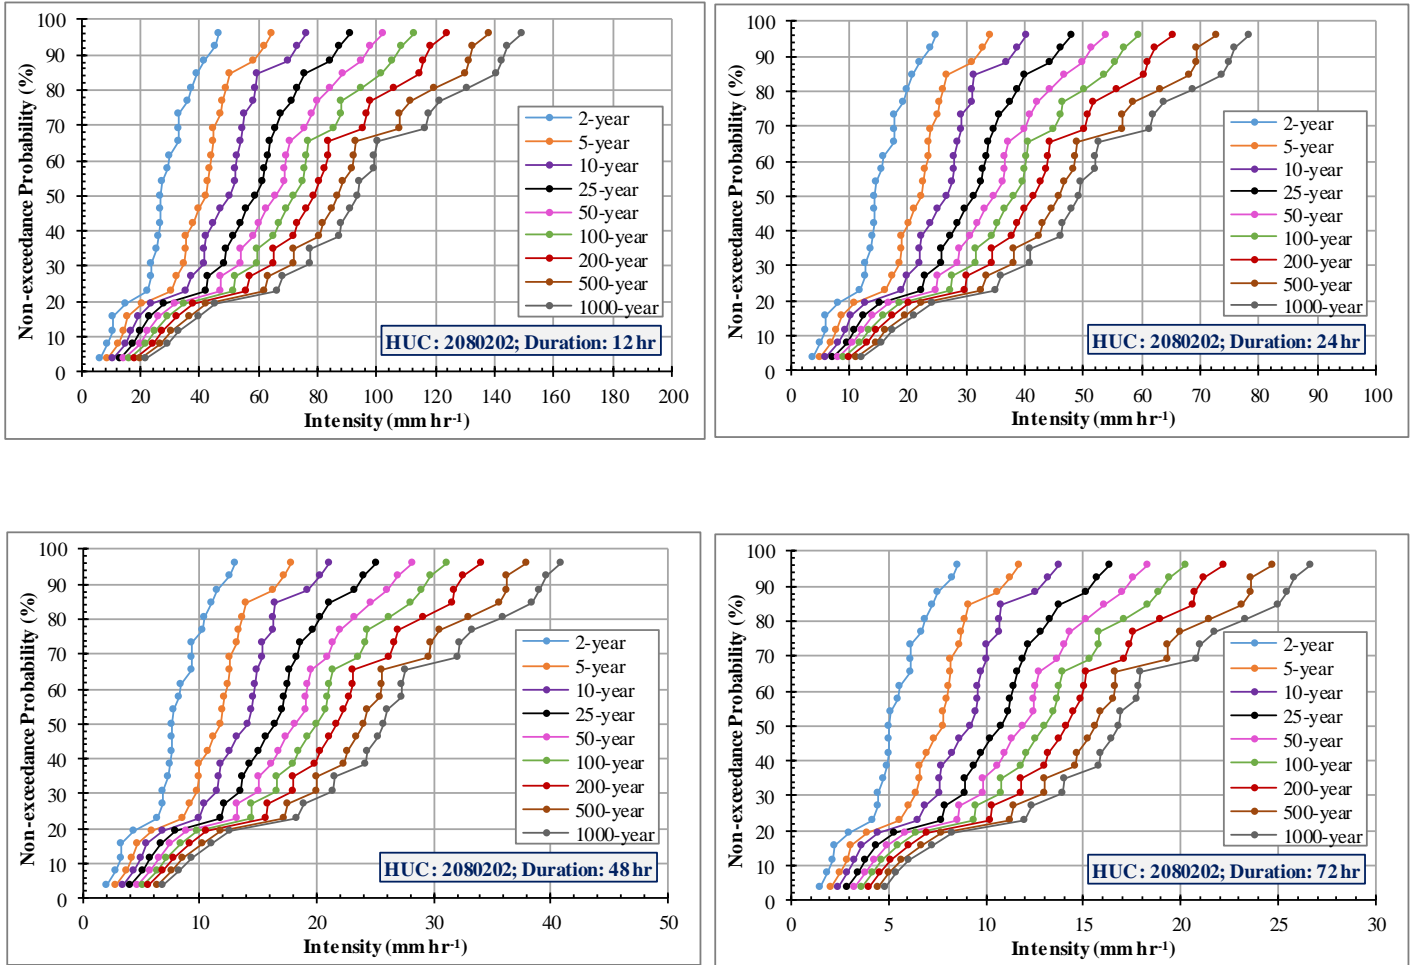 100
90
80
70
60
50
40
30
20
10
0
Non-exceedance Probability (%)
0 20 40 60 80 100 120 140 160 180 200
Intensity (mm hr-1)
2-year
5-year
10-year
25-year
50-year
100-year
200-year
500-year
1000-year
HUC: 2080202; Duration: 12 hr
100
90
80
70
60
50
40
30
20
10
0
Non-exceedance Probability (%)
0 10 20 30 40 50 60 70 80 90 100
Intensity (mm hr-1)
2-year
5-year
10-year
25-year
50-year
100-year
200-year
500-year
1000-year
HUC: 2080202; Duration: 24 hr
100
90
80
70
60
50
40
30
20
10
0
Non-exceedance Probability (%)
0 10 20 30 40 50
Intensity (mm hr-1)
2-year
5-year
10-year
25-year
50-year
100-year
200-year
500-year
1000-year
HUC: 2080202; Duration: 48 hr
100
90
80
70
60
50
40
30
20
10
0
Non-exceedance Probability (%)
0 5 10 15 20 25 30
Intensity (mm hr-1)
2-year
5-year
10-year
25-year
50-year
100-year
200-year
500-year
1000-year
HUC: 2080202; Duration: 72 hr